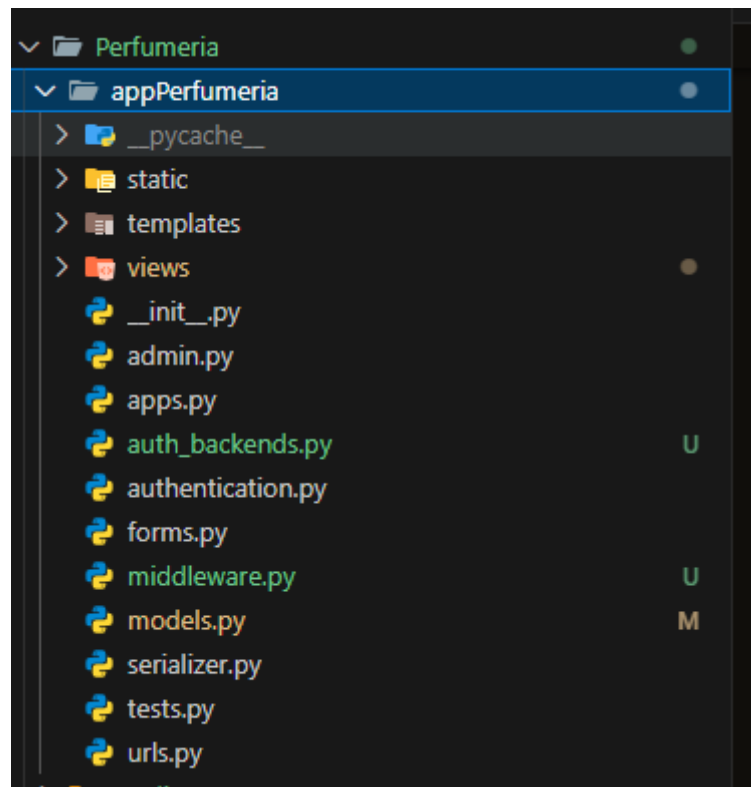 Perfumeria
appPerfumeria
__pycache__
static
templates
views
__init__.py
admin.py
apps.py
auth_backends.py U
authentication.py
forms.py
middleware.py U
models.py M
serializer.py
tests.py
urls.py